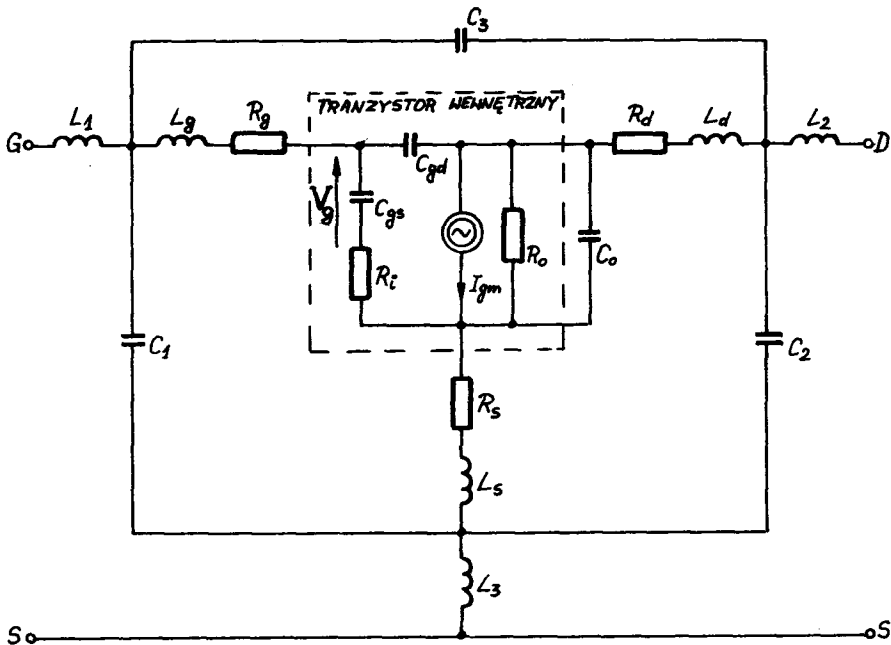 C3
TRANZYSTOR WEWNĘTRZNY
L1 Lg Rg Rd Ld L2
G D
Cgd
Vg Cgs
Ri Igm Ro Co
C1 C2
Rs
Ls
L3
S S